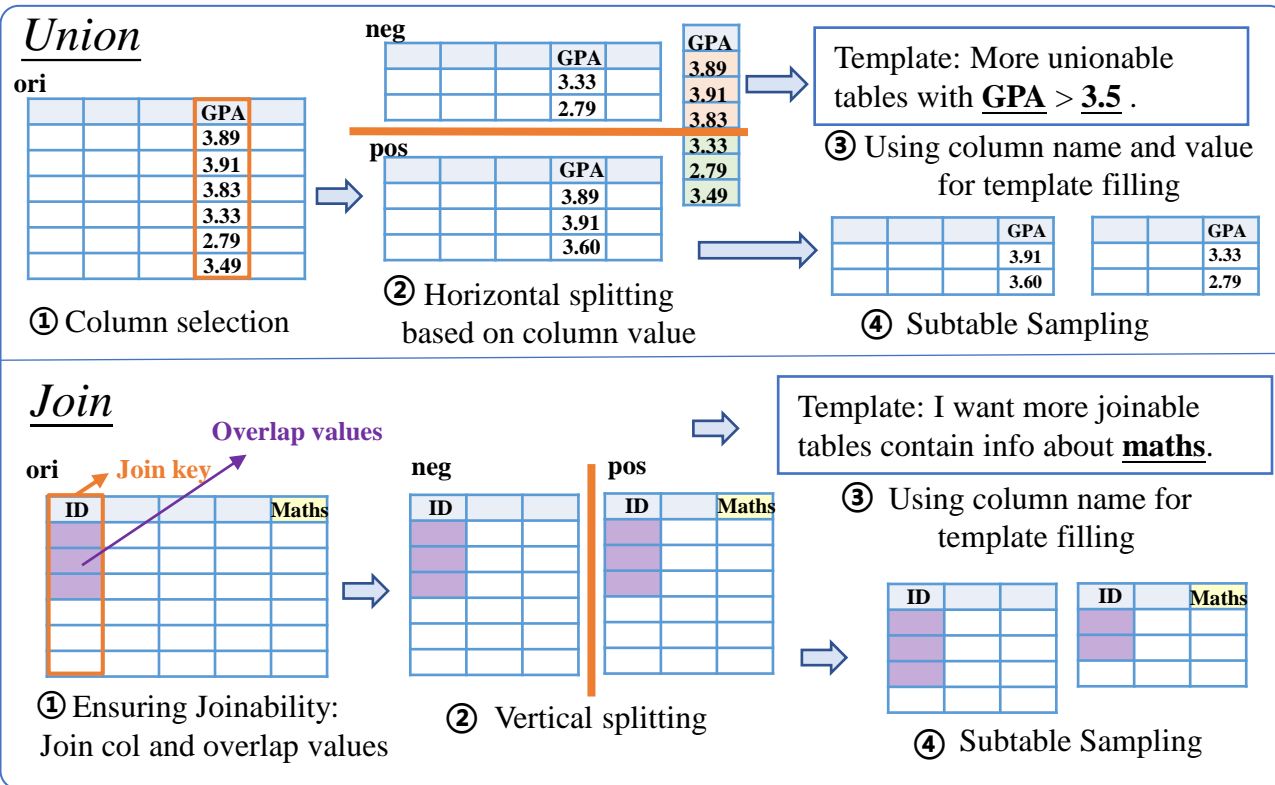 Union
ori
GPA
3.89
3.91
3.83
3.33
2.79
3.49
① Column selection
neg
GPA
3.33
2.79
pos
GPA
3.89
3.91
3.60
② Horizontal splitting
based on column value
GPA
3.89
3.91
3.83
3.33
2.79
3.49
Template: More unionable
tables with GPA > 3.5 .
③ Using column name and value
for template filling
GPA
3.91
3.60
GPA
3.33
2.79
④ Subtable Sampling
Join
Overlap values
ori
Join key
ID Maths
① Ensuring Joinability:
Join col and overlap values
neg
ID
pos
ID Maths
② Vertical splitting
Template: I want more joinable
tables contain info about maths.
③ Using column name for
template filling
ID
ID Maths
④ Subtable Sampling